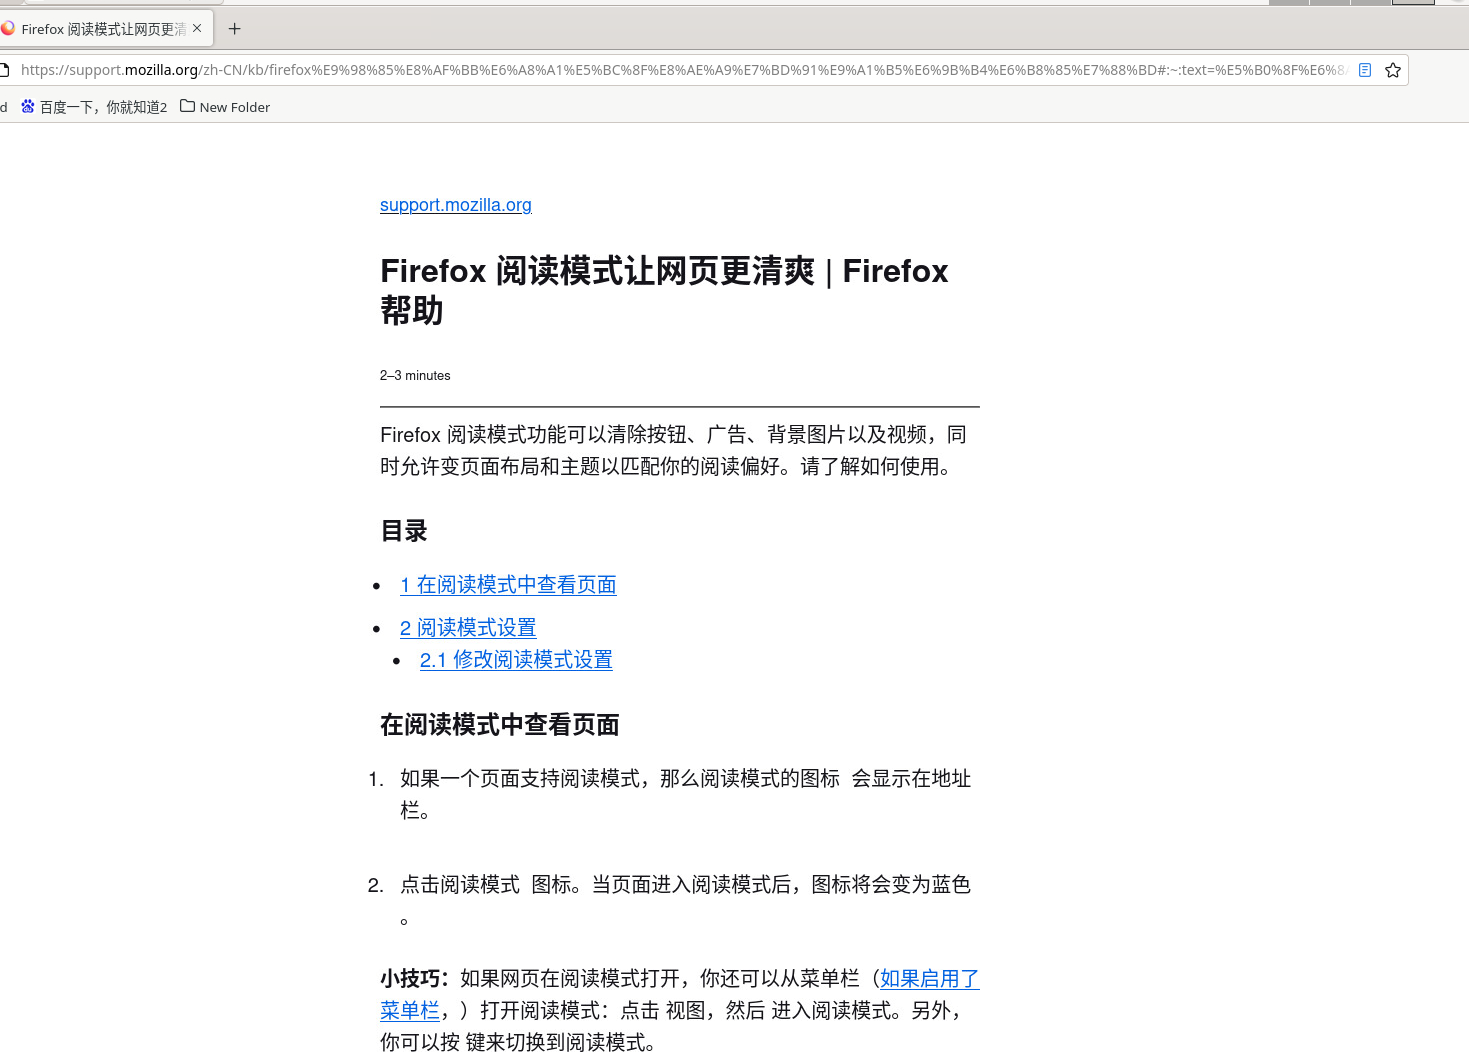 Firefox 阅读模式让网页更清
https://support.mozilla.org/zh-CN/kb/firefox%E9%98%85%E8%AF%BB%E6%A8%A1%E5%BC%8F%E8%AE%A9%E7%BD%91%E9%A1%B5%E6%9B%B4%E6%B8%85%E7%88%BD#:~:text=%E5%B0%8F%E6%8
d 百度一下，你就知道2 New Folder
support.mozilla.org
Firefox 阅读模式让网页更清爽 | Firefox
帮助
2–3 minutes
Firefox 阅读模式功能可以清除按钮、广告、背景图片以及视频，同
时允许变页面布局和主题以匹配你的阅读偏好。请了解如何使用。
目录
1 在阅读模式中查看页面
2 阅读模式设置
2.1 修改阅读模式设置
在阅读模式中查看页面
1. 如果一个页面支持阅读模式，那么阅读模式的图标 会显示在地址
栏。
2. 点击阅读模式 图标。当页面进入阅读模式后，图标将会变为蓝色
。
小技巧：如果网页在阅读模式打开，你还可以从菜单栏（如果启用了
菜单栏，）打开阅读模式：点击 视图，然后 进入阅读模式。另外，
你可以按 键来切换到阅读模式。